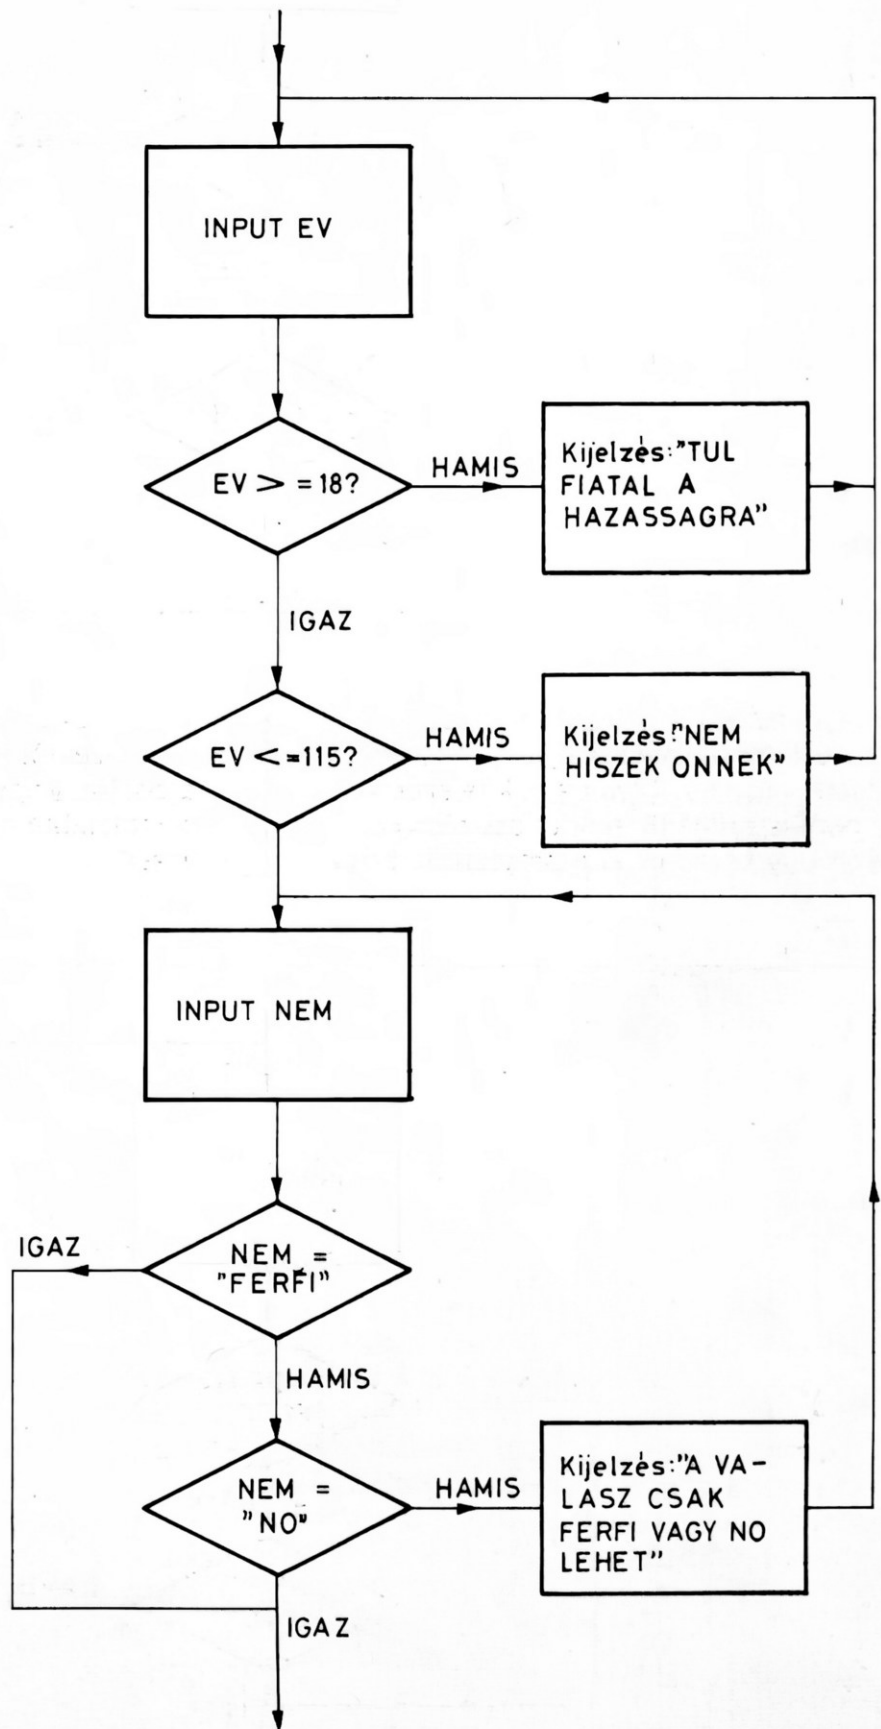 INPUT EV
EV > = 18?
HAMIS
Kijelzés: "TUL
FIATAL A
HAZASSAGRA"
IGAZ
EV < = 115?
HAMIS
Kijelzés: "NEM
HISZEK ONNEK"
INPUT NEM
IGAZ
NEM =
"FERFI"
HAMIS
NEM =
"NO"
HAMIS
Kijelzés: "A VA-
LASZ CSAK
FERFI VAGY NO
LEHET"
IGAZ